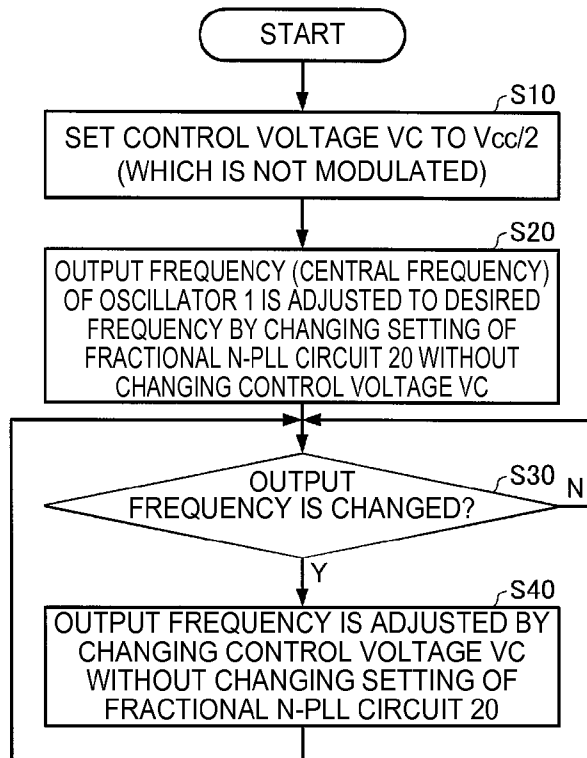 START
S10
SET CONTROL VOLTAGE VC TO Vcc/2
(WHICH IS NOT MODULATED)
S20
OUTPUT FREQUENCY (CENTRAL FREQUENCY)
OF OSCILLATOR 1 IS ADJUSTED TO DESIRED
FREQUENCY BY CHANGING SETTING OF
FRACTIONAL N-PLL CIRCUIT 20 WITHOUT
CHANGING CONTROL VOLTAGE VC
S30
OUTPUT
FREQUENCY IS CHANGED?
N
Y
S40
OUTPUT FREQUENCY IS ADJUSTED BY
CHANGING CONTROL VOLTAGE VC
WITHOUT CHANGING SETTING OF
FRACTIONAL N-PLL CIRCUIT 20